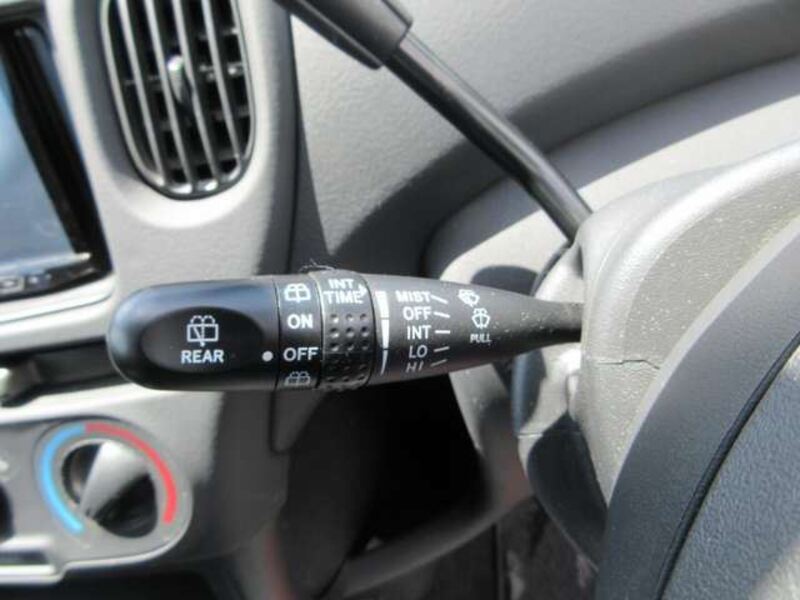 REAR
ON
OFF
INT
TIME
MIST
OFF
INT
LO
HI
PULL